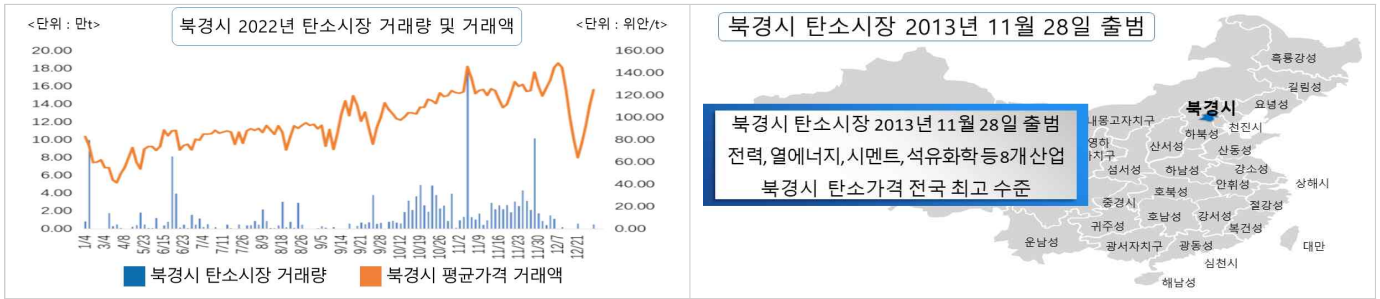 <단위 : 만t>
북경시 2022년 탄소시장 거래량 및 거래액
<단위 : 위안/t>
20.00
18.00
16.00
14.00
12.00
10.00
8.00
6.00
4.00
2.00
0.00
160.00
140.00
120.00
100.00
80.00
60.00
40.00
20.00
0.00
1/4
3/4
4/8
5/23
6/15
6/23
7/4
7/11
7/26
8/9
8/18
8/26
9/5
9/14
9/21
10/12
10/19
10/26
11/2
11/9
11/16
11/23
11/30
12/7
12/21
북경시 탄소시장 거래량
북경시 평균가격 거래액
북경시 탄소시장 2013년 11월 28일 출범
북경시 탄소시장 2013년 11월 28일 출범
전력, 열에너지, 시멘트, 석유화학 등 8개 산업
북경시 탄소가격 전국 최고 수준
흑룡강성
길림성
요녕성
북경시
내몽고자치구
천진시
하북성
영하
자치구
산서성
산동성
섬서성
하남성
강소성
안휘성
상해시
호북성
중경시
절강성
호남성
강서성
귀주성
복건성
운남성
광서자치구
광동성
대만
심천시
해남성